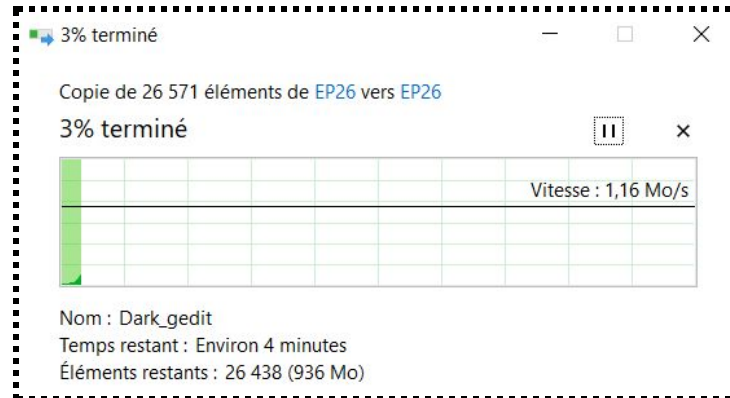 3% terminé
Copie de 26 571 éléments de EP26 vers EP26
3% terminé
Vitesse : 1,16 Mo/s
Nom : Dark_gedit
Temps restant : Environ 4 minutes
Éléments restants : 26 438 (936 Mo)